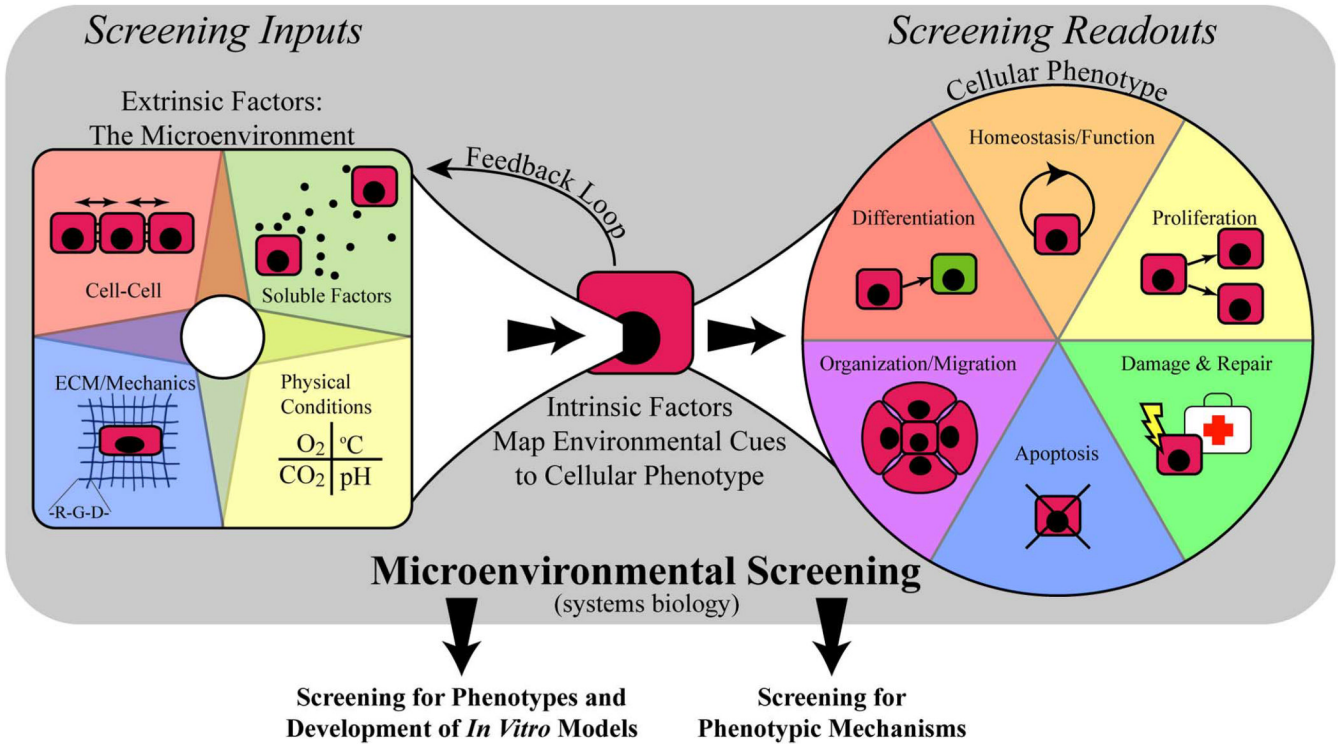 Screening Inputs
Screening Readouts
Extrinsic Factors:
The Microenvironment
Cell-Cell
Soluble Factors
ECM/Mechanics
-R-G-D-
Physical
Conditions
O₂ ºC
CO₂ pH
Feedback Loop
Intrinsic Factors
Map Environmental Cues
to Cellular Phenotype
Cellular Phenotype
Homeostasis/Function
Differentiation
Proliferation
Organization/Migration
Damage & Repair
Apoptosis
Microenvironmental Screening
(systems biology)
Screening for Phenotypes and
Development of In Vitro Models
Screening for
Phenotypic Mechanisms